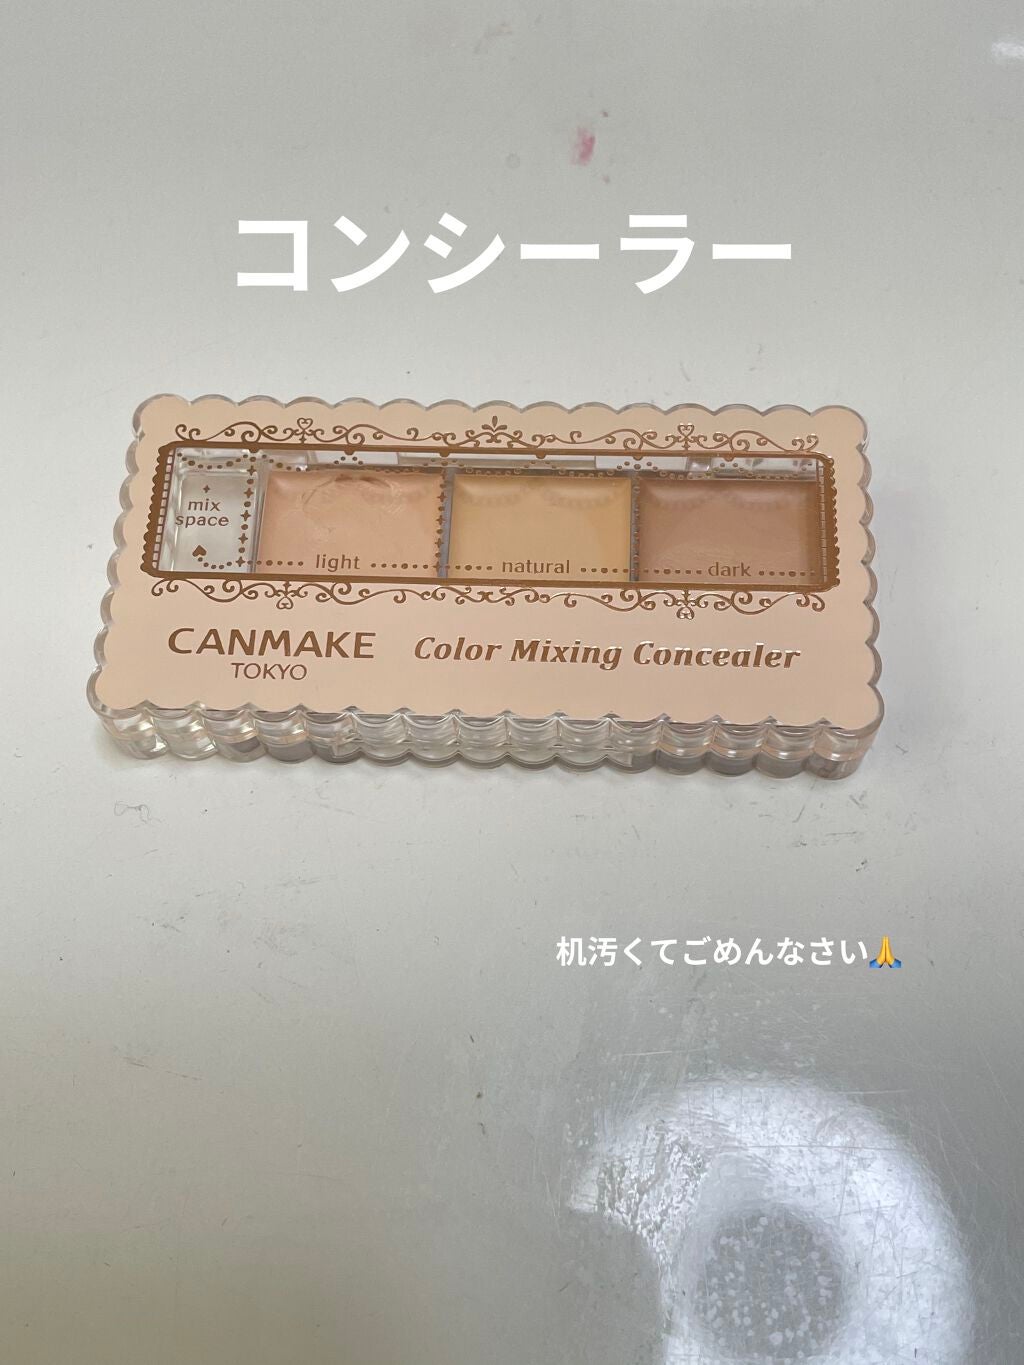 コンシーラー
mix
space
light
natural
dark
CANMAKE
TOKYO
Color Mixing Concealer
机汚くてごめんなさい🙏